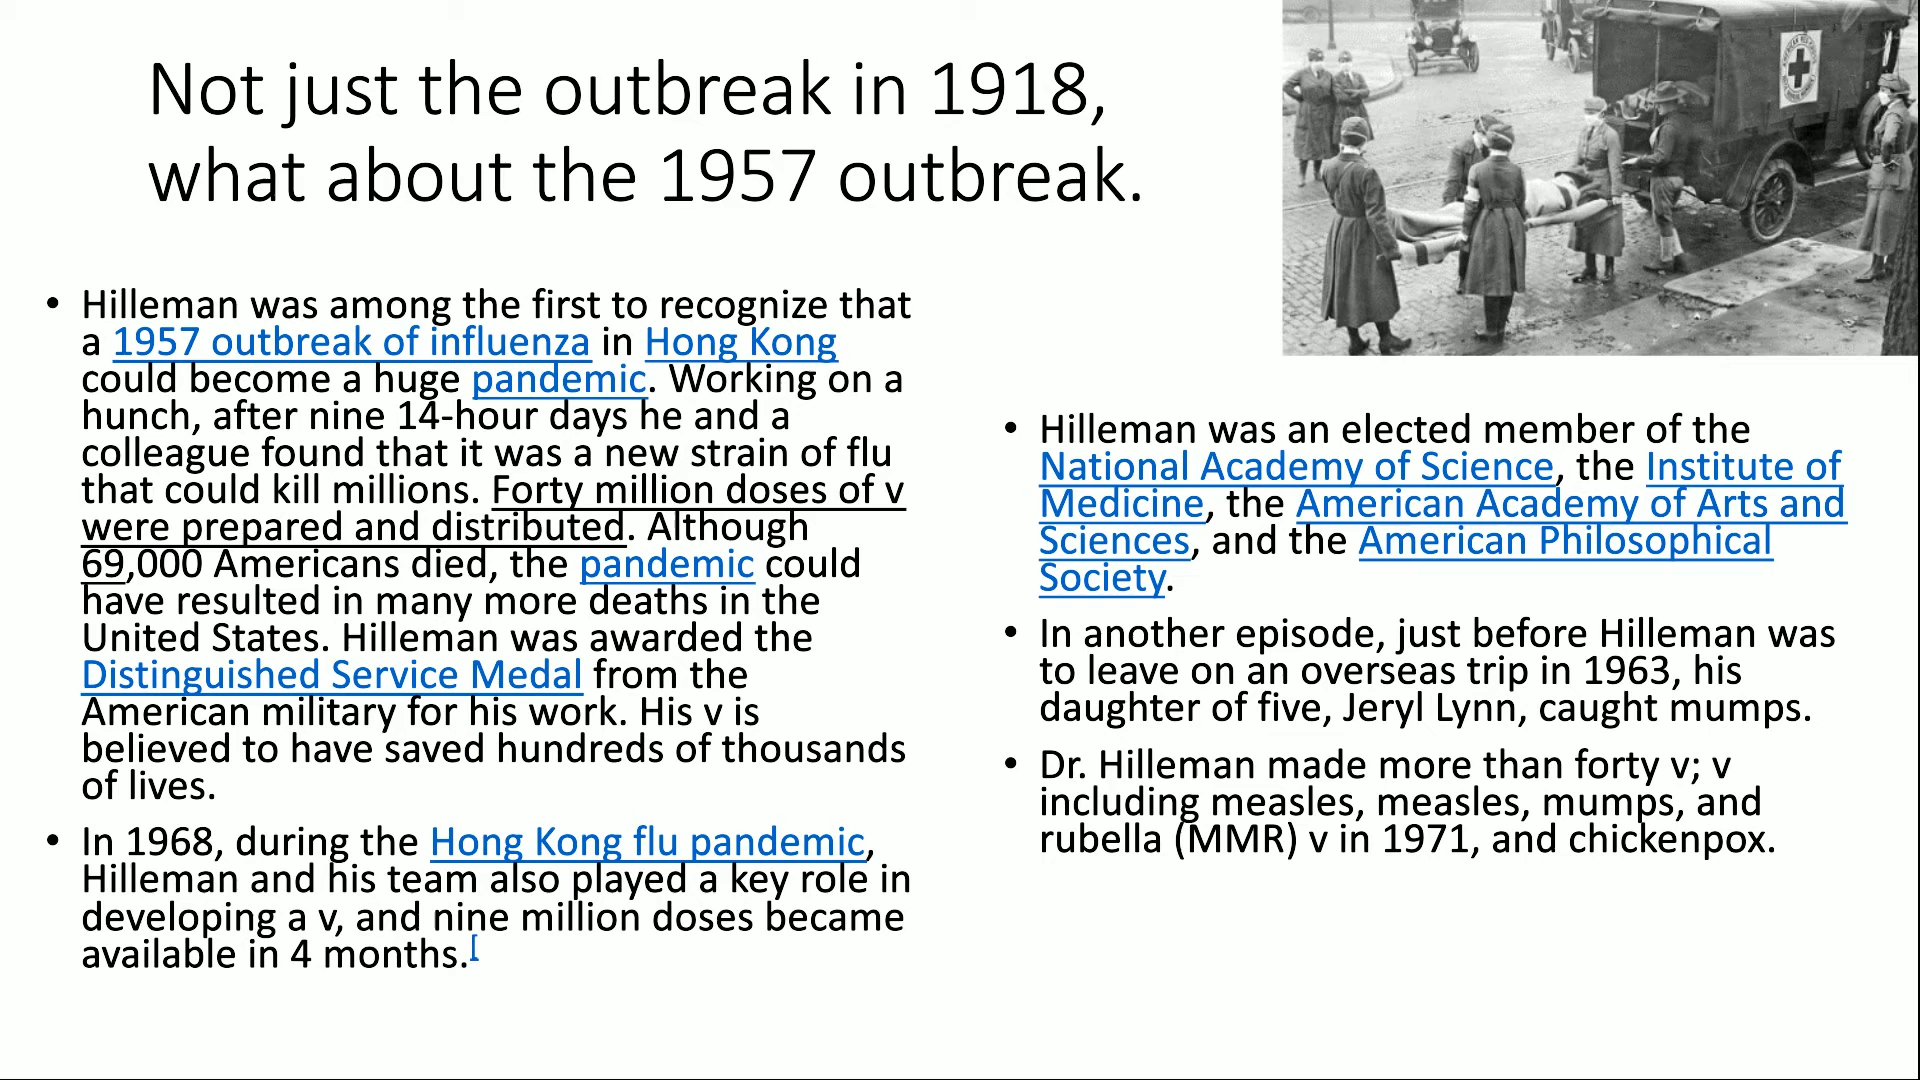 Not just the outbreak in 1918,
what about the 1957 outbreak.
• Hilleman was among the first to recognize that
a 1957 outbreak of influenza in Hong Kong
could become a huge pandemic. Working on a
hunch, after nine 14-hour days he and a
colleague found that it was a new strain of flu
that could kill millions. Forty million doses of v
were prepared and distributed. Although
69,000 Americans died, the pandemic could
have resulted in many more deaths in the
United States. Hilleman was awarded the
Distinguished Service Medal from the
American military for his work. His v is
believed to have saved hundreds of thousands
of lives.
• In 1968, during the Hong Kong flu pandemic,
Hilleman and his team also played a key role in
developing a v, and nine million doses became
available in 4 months.[
• Hilleman was an elected member of the
National Academy of Science, the Institute of
Medicine, the American Academy of Arts and
Sciences, and the American Philosophical
Society.
• In another episode, just before Hilleman was
to leave on an overseas trip in 1963, his
daughter of five, Jeryl Lynn, caught mumps.
• Dr. Hilleman made more than forty v; v
including measles, measles, mumps, and
rubella (MMR) v in 1971, and chickenpox.